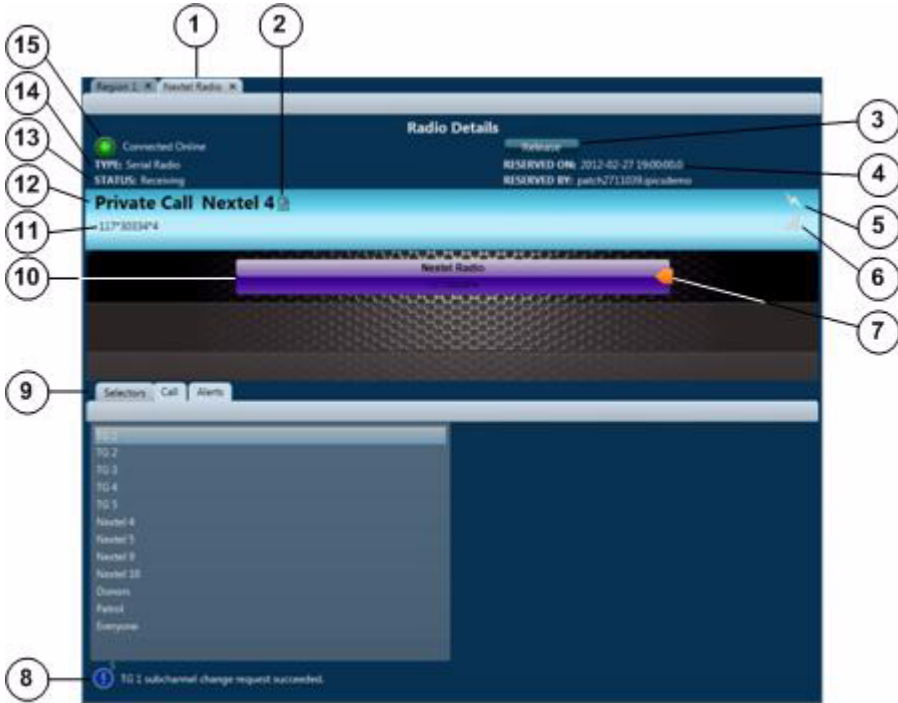 1
2
15
14
13
12
11
10
9
8
3
4
5
6
7
Region 1 Nextel Radio
Radio Details
Connected Online
Release
TYPE: Serial Radio
RESERVED ON: 2012-02-27 19:00:00.0
STATUS: Receiving
RESERVED BY: patch2711039.ipicsdemo
Private Call Nextel 4
117*30334*4
Nextel Radio
Selectors Call Alerts
TG 1
TG 2
TG 3
TG 4
TG 5
Nextel 4
Nextel 5
Nextel 9
Nextel 10
Donors
Patrol
Everyone
TG 1 subchannel change request succeeded.